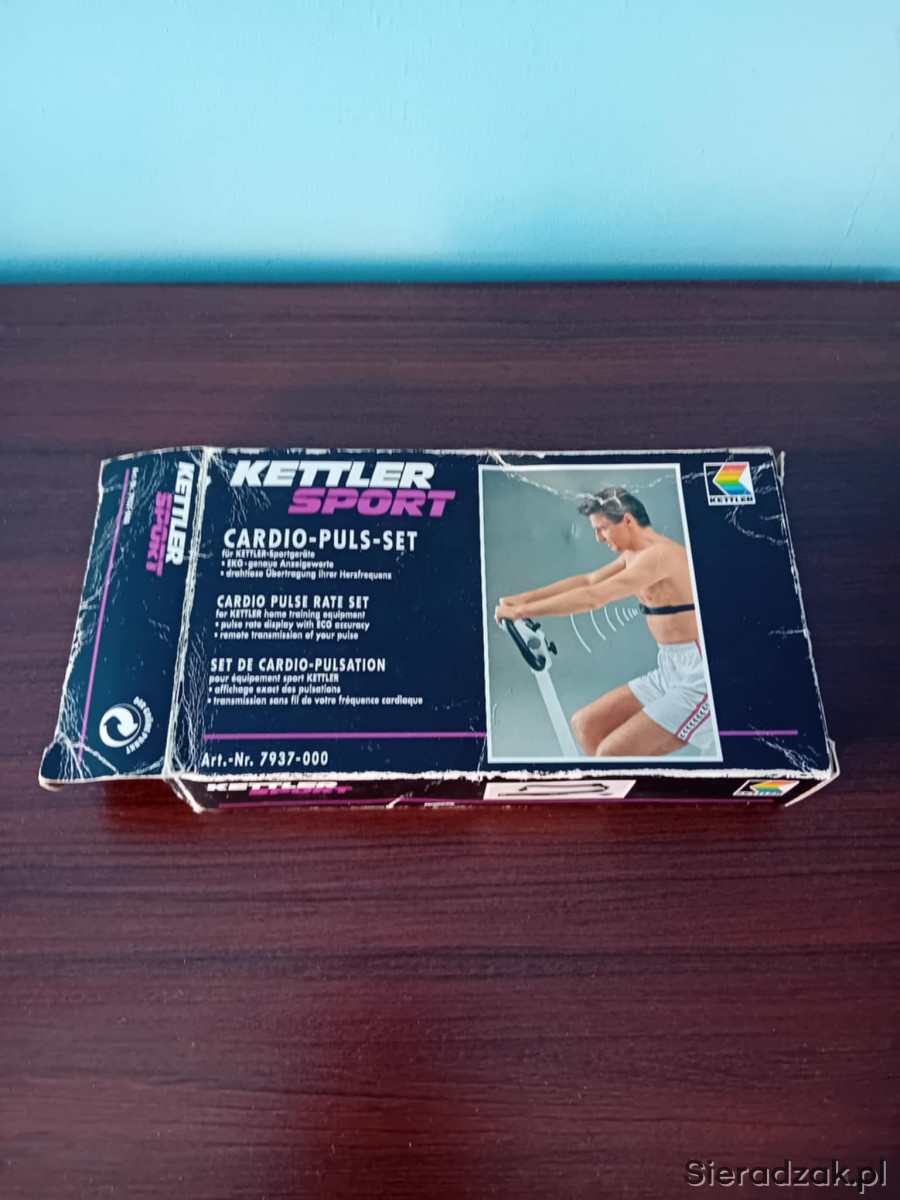 KETTLER
SPORT
CARDIO-PULS-SET
für KETTLER-Sportgeräte
• EKG-genaue Anzeigewerte
• drahtlose Übertragung Ihrer Herzfrequenz
CARDIO PULSE RATE SET
for KETTLER home training equipment
• pulse rate display with ECG accuracy
• remote transmission of your pulse
SET DE CARDIO-PULSATION
pour équipement sport KETTLER
• affichage exact des pulsations
• transmission sans fil de votre fréquence cardiaque
Art.-Nr. 7937-000
KETTLER
KETTLER
SPORT
KETTLER
SPORT
Sieradzak.pl